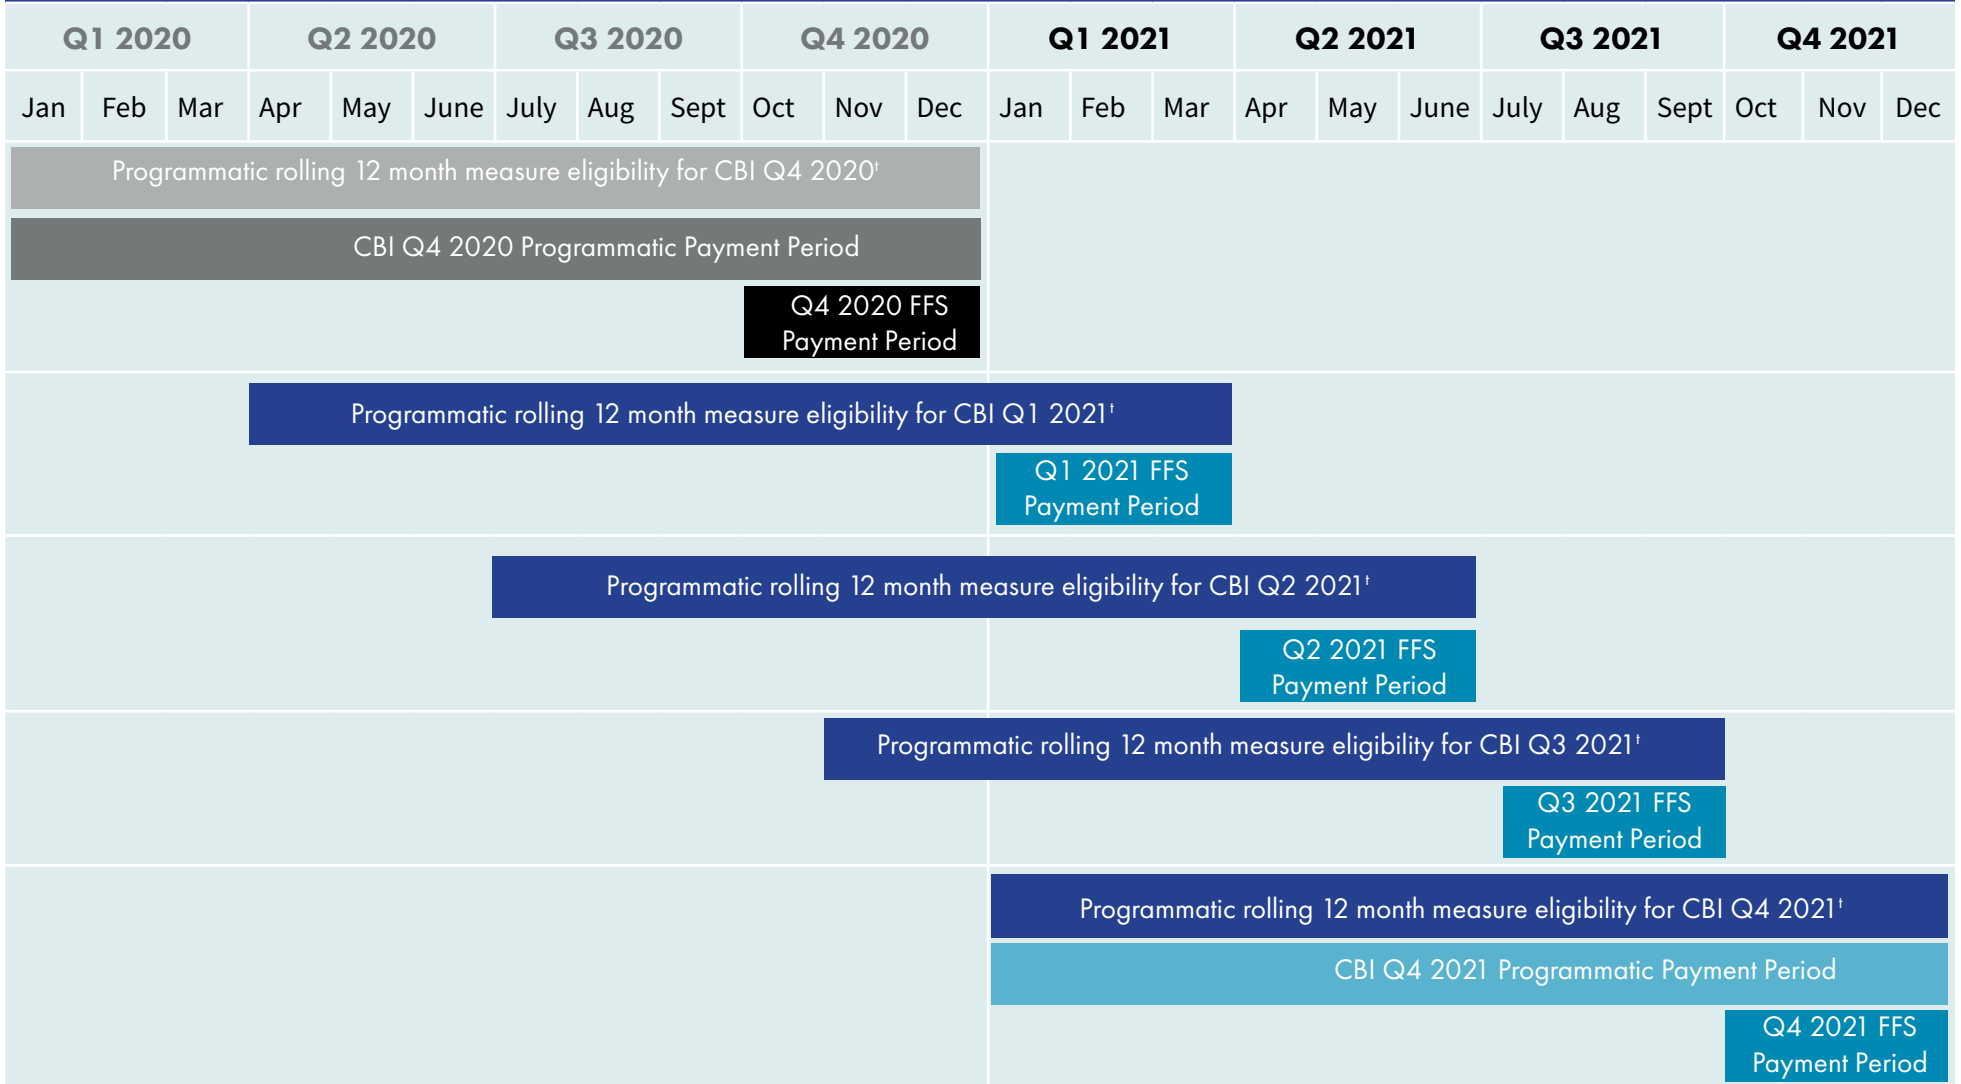 Q1 2020 Q2 2020 Q3 2020 Q4 2020 Q1 2021 Q2 2021 Q3 2021 Q4 2021
Jan Feb Mar Apr May June July Aug Sept Oct Nov Dec Jan Feb Mar Apr May June July Aug Sept Oct Nov Dec
Programmatic rolling 12 month measure eligibility for CBI Q4 2020†
CBI Q4 2020 Programmatic Payment Period
Q4 2020 FFS
Payment Period
Programmatic rolling 12 month measure eligibility for CBI Q1 2021†
Q1 2021 FFS
Payment Period
Programmatic rolling 12 month measure eligibility for CBI Q2 2021†
Q2 2021 FFS
Payment Period
Programmatic rolling 12 month measure eligibility for CBI Q3 2021†
Q3 2021 FFS
Payment Period
Programmatic rolling 12 month measure eligibility for CBI Q4 2021†
CBI Q4 2021 Programmatic Payment Period
Q4 2021 FFS
Payment Period